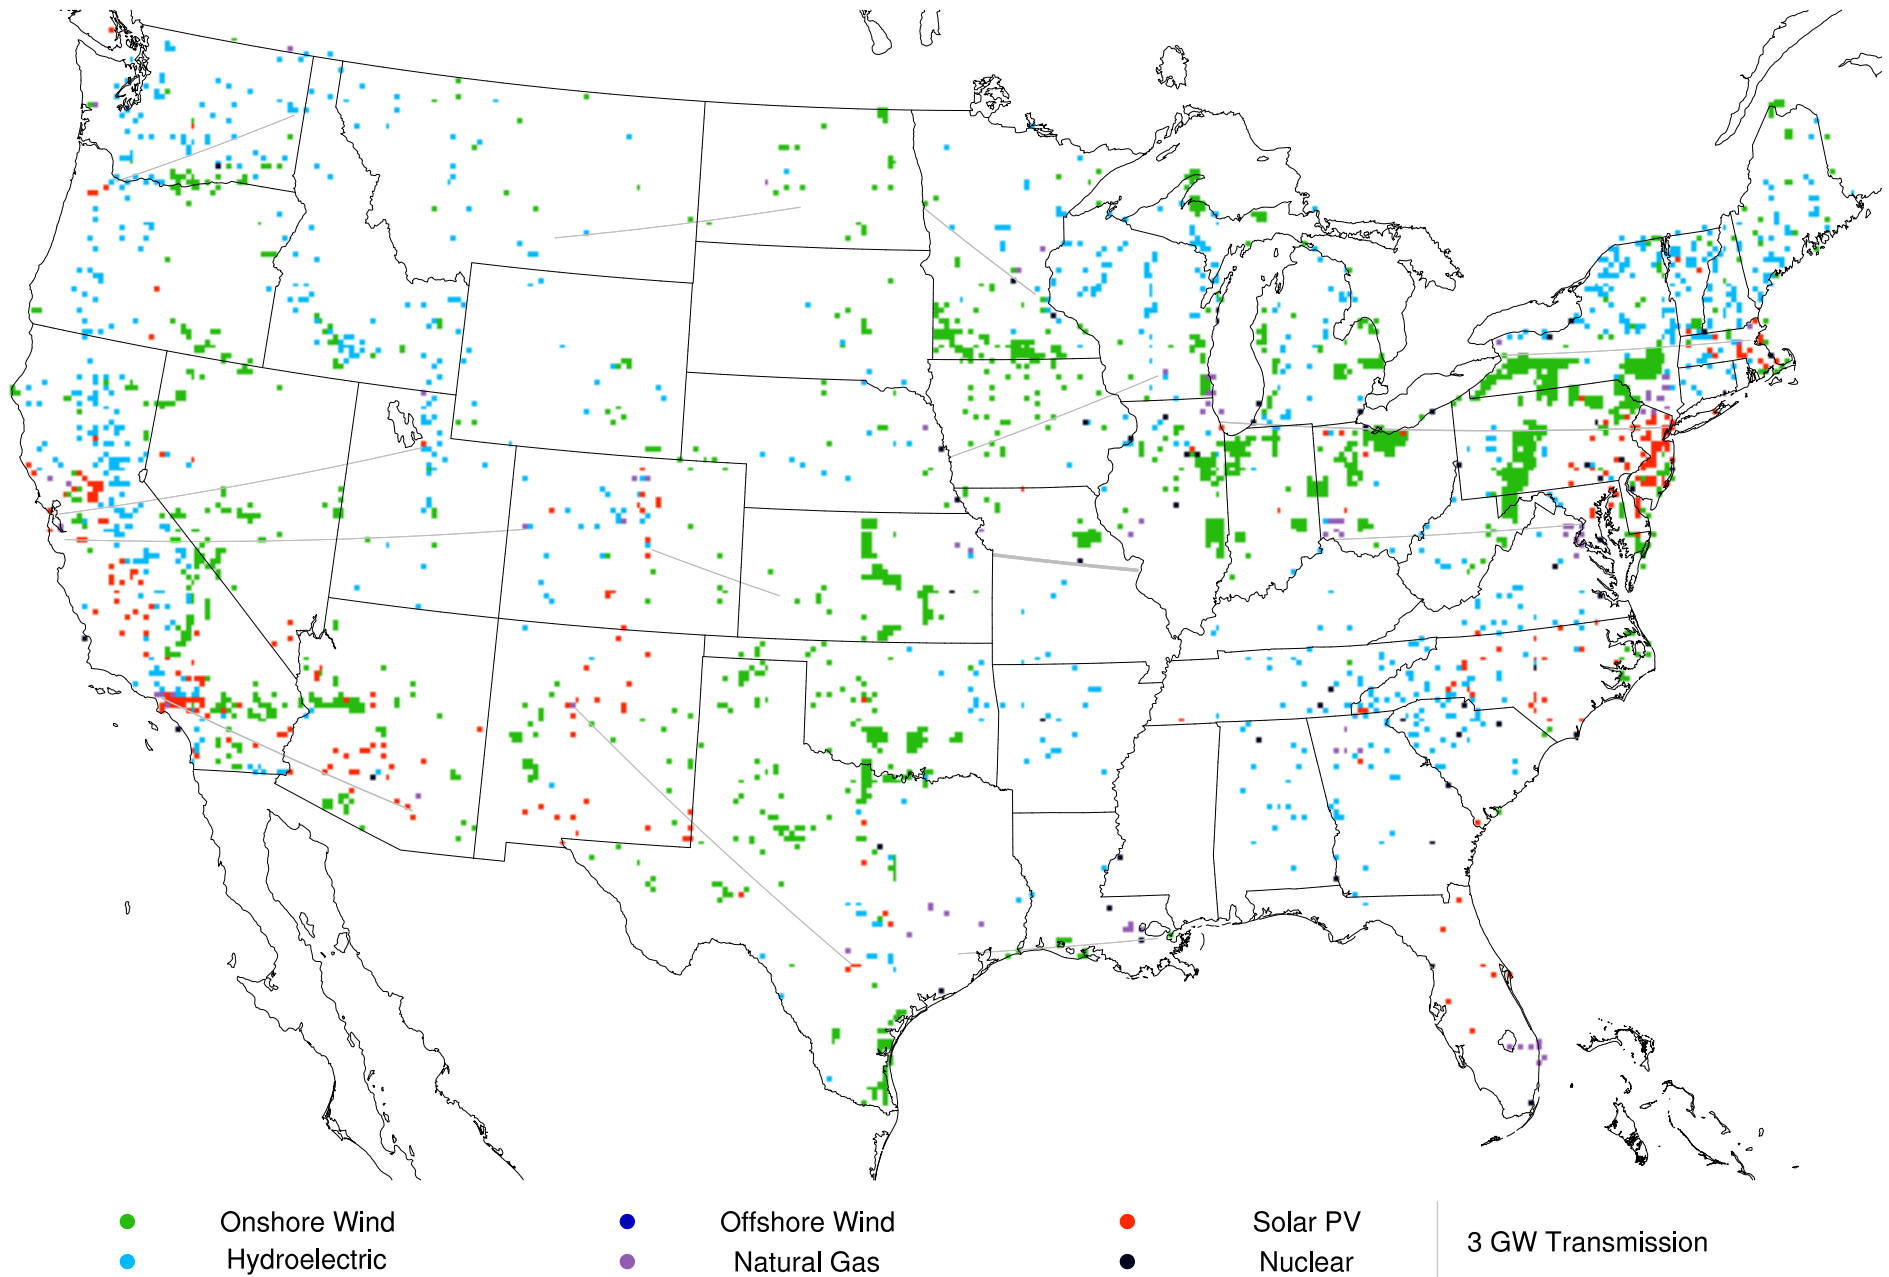 Onshore Wind
Offshore Wind
Solar PV
Hydroelectric
Natural Gas
Nuclear
3 GW Transmission